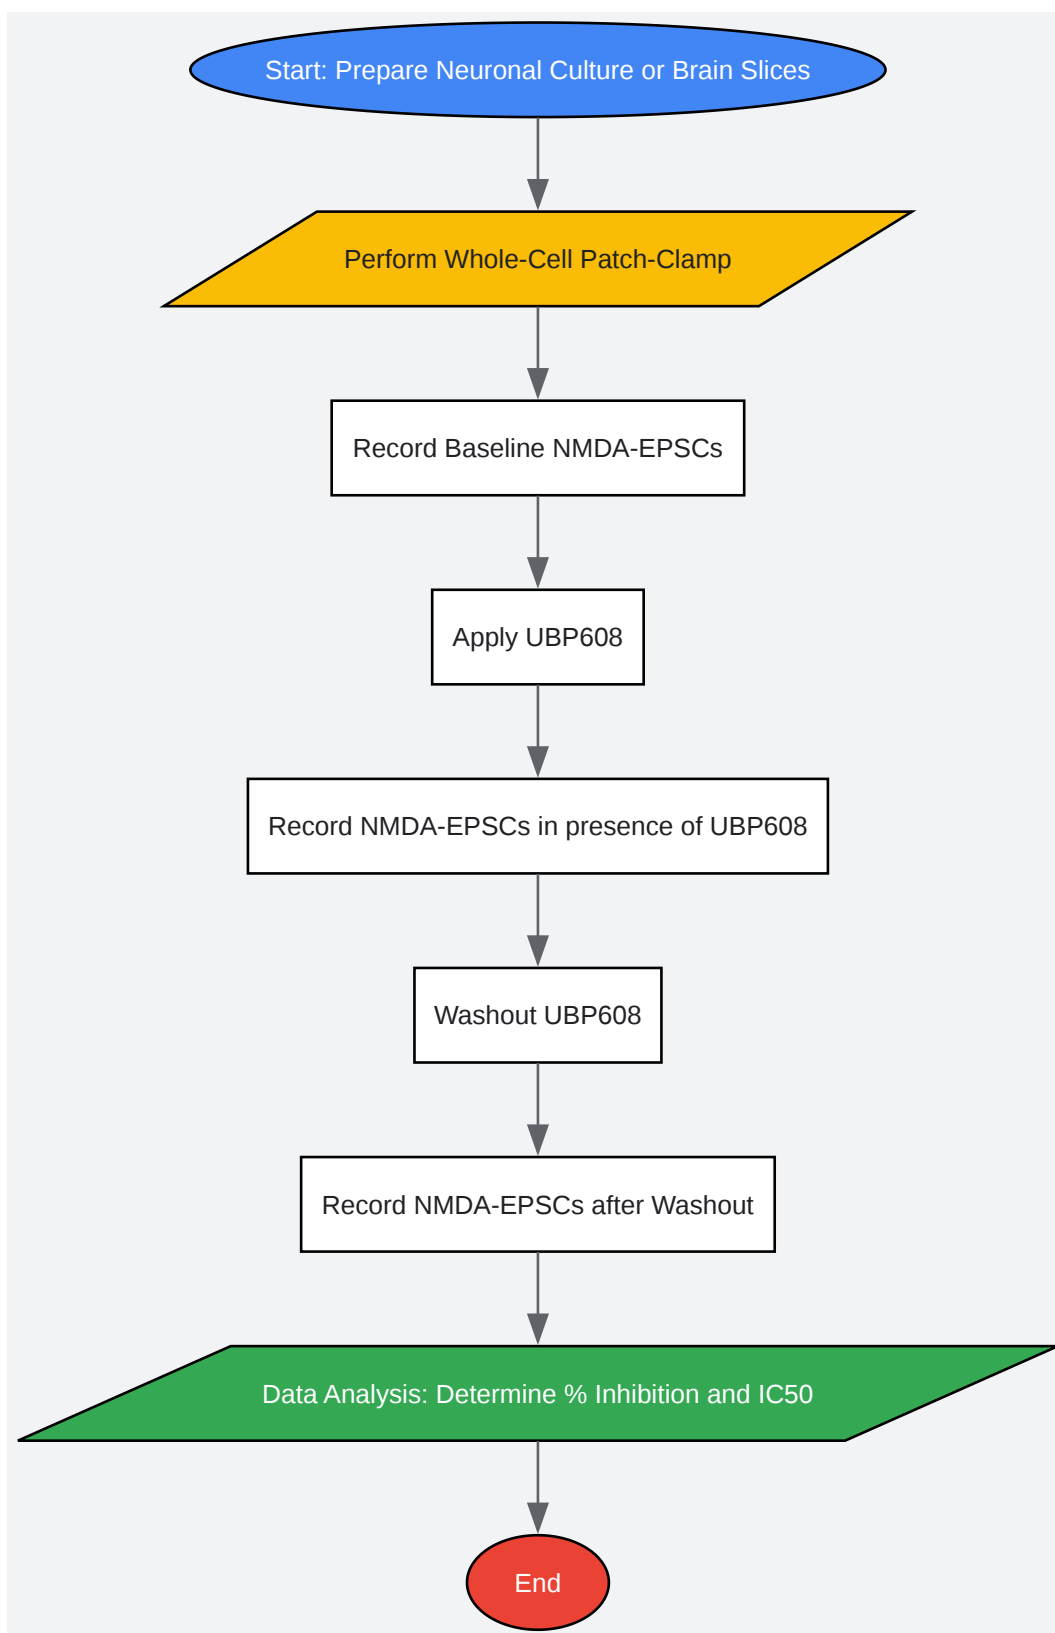 Start: Prepare Neuronal Culture or Brain Slices
Perform Whole-Cell Patch-Clamp
Record Baseline NMDA-EPSCs
Apply UBP608
Record NMDA-EPSCs in presence of UBP608
Washout UBP608
Record NMDA-EPSCs after Washout
Data Analysis: Determine % Inhibition and IC50
End